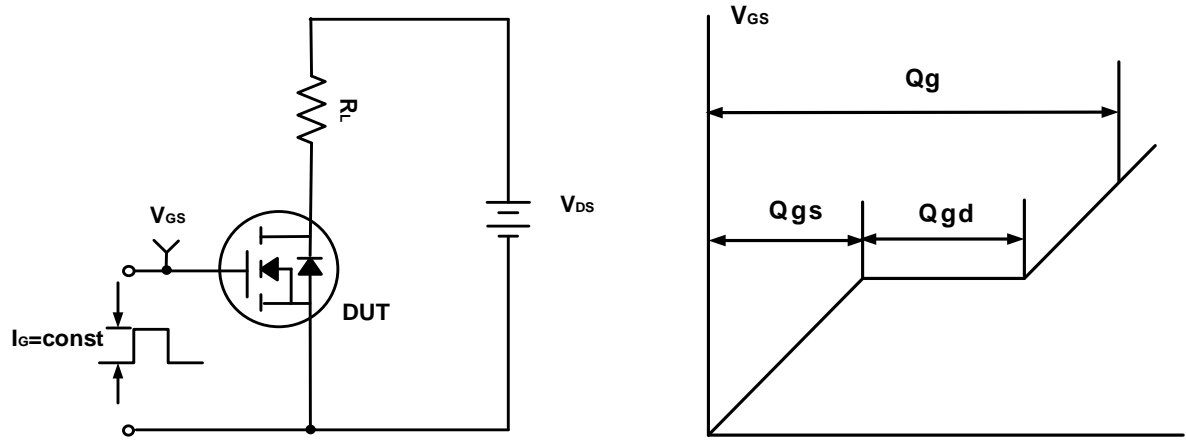 RL
VGS
VDS
DUT
IG=const
VGS
Qg
Qgs
Qgd